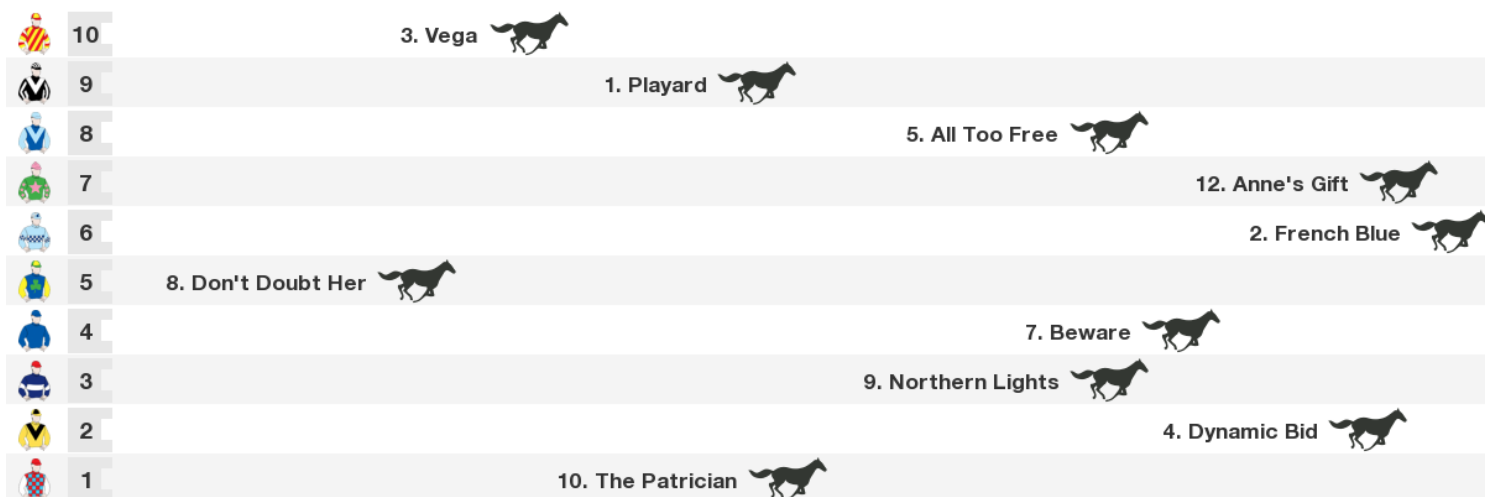 10 3. Vega
9 1. Playard
8 5. All Too Free
7 12. Anne's Gift
6 2. French Blue
5 8. Don't Doubt Her
4 7. Beware
3 9. Northern Lights
2 4. Dynamic Bid
1 10. The Patrician